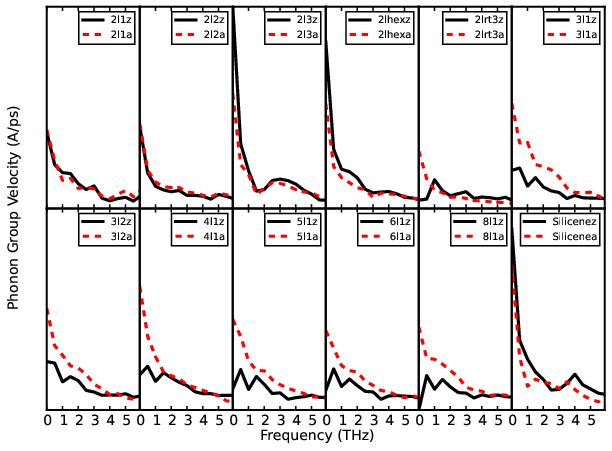 2l1z
2l1a
2l2z
2l2a
2l3z
2l3a
2lhexz
2lhexa
2lrt3z
2lrt3a
3l1z
3l1a
Phonon Group Velocity (A/ps)
3l2z
3l2a
4l1z
4l1a
5l1z
5l1a
6l1z
6l1a
8l1z
8l1a
Silicenez
Silicenea
0 1 2 3 4 5 0 1 2 3 4 5 0 1 2 3 4 5 0 1 2 3 4 5 0 1 2 3 4 5 0 1 2 3 4 5
Frequency (THz)